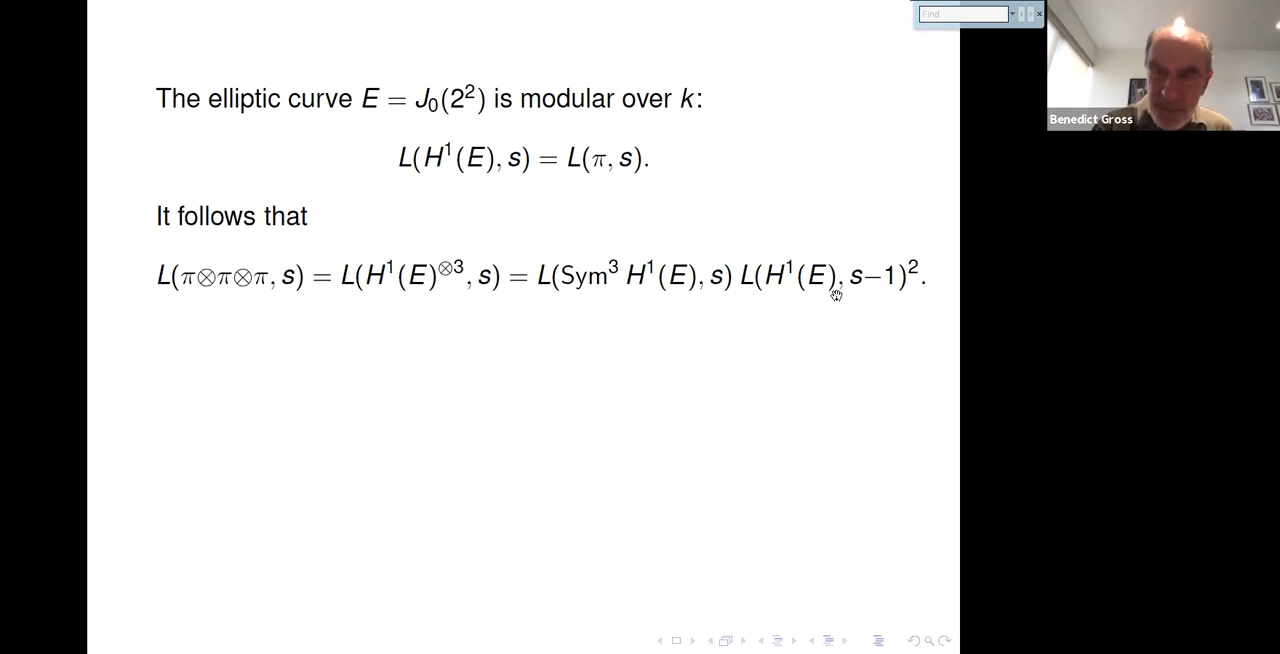 Find
The elliptic curve E = J₀(2²) is modular over k:
L(H¹(E), s) = L(π, s).
It follows that
L(π⊗π⊗π, s) = L(H¹(E)^⊗3, s) = L(Sym³ H¹(E), s) L(H¹(E), s−1)².
Benedict Gross